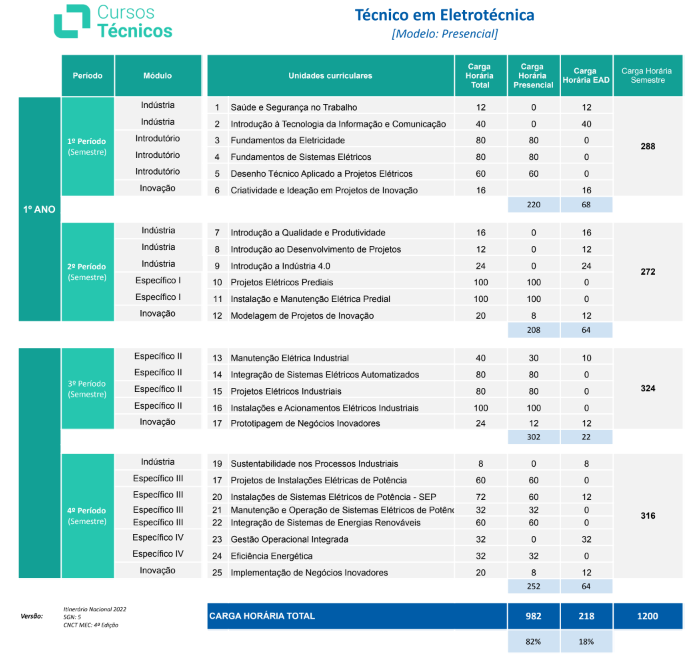 Cursos
Técnicos
Técnico em Eletrotécnica
[Modelo: Presencial]
Período Módulo Unidades curriculares Carga Horária Total Carga Horária Presencial Carga Horária EAD Carga Horária Semestre
1º ANO
1º Período (Semestre)
Indústria 1 Saúde e Segurança no Trabalho 12 0 12
Indústria 2 Introdução à Tecnologia da Informação e Comunicação 40 0 40
Introdutório 3 Fundamentos da Eletricidade 80 80 0
Introdutório 4 Fundamentos de Sistemas Elétricos 80 80 0
Introdutório 5 Desenho Técnico Aplicado a Projetos Elétricos 60 60 0
Inovação 6 Criatividade e Ideação em Projetos de Inovação 16 16
288
220 68
2º Período (Semestre)
Indústria 7 Introdução a Qualidade e Produtividade 16 0 16
Indústria 8 Introdução ao Desenvolvimento de Projetos 12 0 12
Indústria 9 Introdução a Indústria 4.0 24 0 24
Específico I 10 Projetos Elétricos Prediais 100 100 0
Específico I 11 Instalação e Manutenção Elétrica Predial 100 100 0
Inovação 12 Modelagem de Projetos de Inovação 20 8 12
272
208 64
3º Período (Semestre)
Específico II 13 Manutenção Elétrica Industrial 40 30 10
Específico II 14 Integração de Sistemas Elétricos Automatizados 80 80 0
Específico II 15 Projetos Elétricos Industriais 80 80 0
Específico II 16 Instalações e Acionamentos Elétricos Industriais 100 100 0
Inovação 17 Prototipagem de Negócios Inovadores 24 12 12
324
302 22
4º Período (Semestre)
Indústria 19 Sustentabilidade nos Processos Industriais 8 0 8
Específico III 17 Projetos de Instalações Elétricas de Potência 60 60 0
Específico III 20 Instalações de Sistemas Elétricos de Potência - SEP 72 60 12
Específico III 21 Manutenção e Operação de Sistemas Elétricos de Potênc 32 32 0
Específico III 22 Integração de Sistemas de Energias Renováveis 60 60 0
Específico IV 23 Gestão Operacional Integrada 32 0 32
Específico IV 24 Eficiência Energética 32 32 0
Inovação 25 Implementação de Negócios Inovadores 20 8 12
316
252 64
Versão:
Itinerário Nacional 2022
SGN: 5
CNCT MEC: 4ª Edição
CARGA HORÁRIA TOTAL 982 218 1200
82% 18%